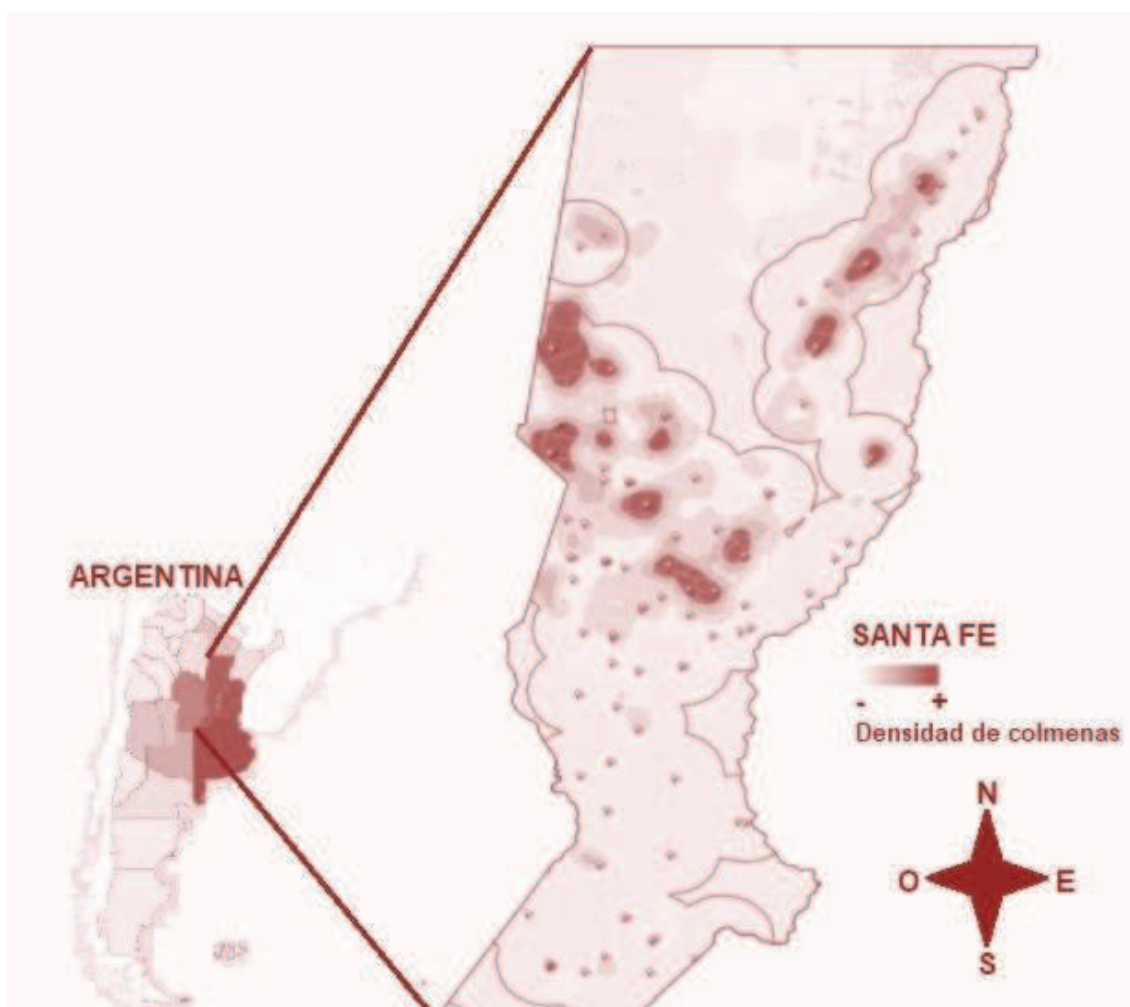 ARGENTINA
SANTA FE
- +
Densidad de colmenas
N
O E
S